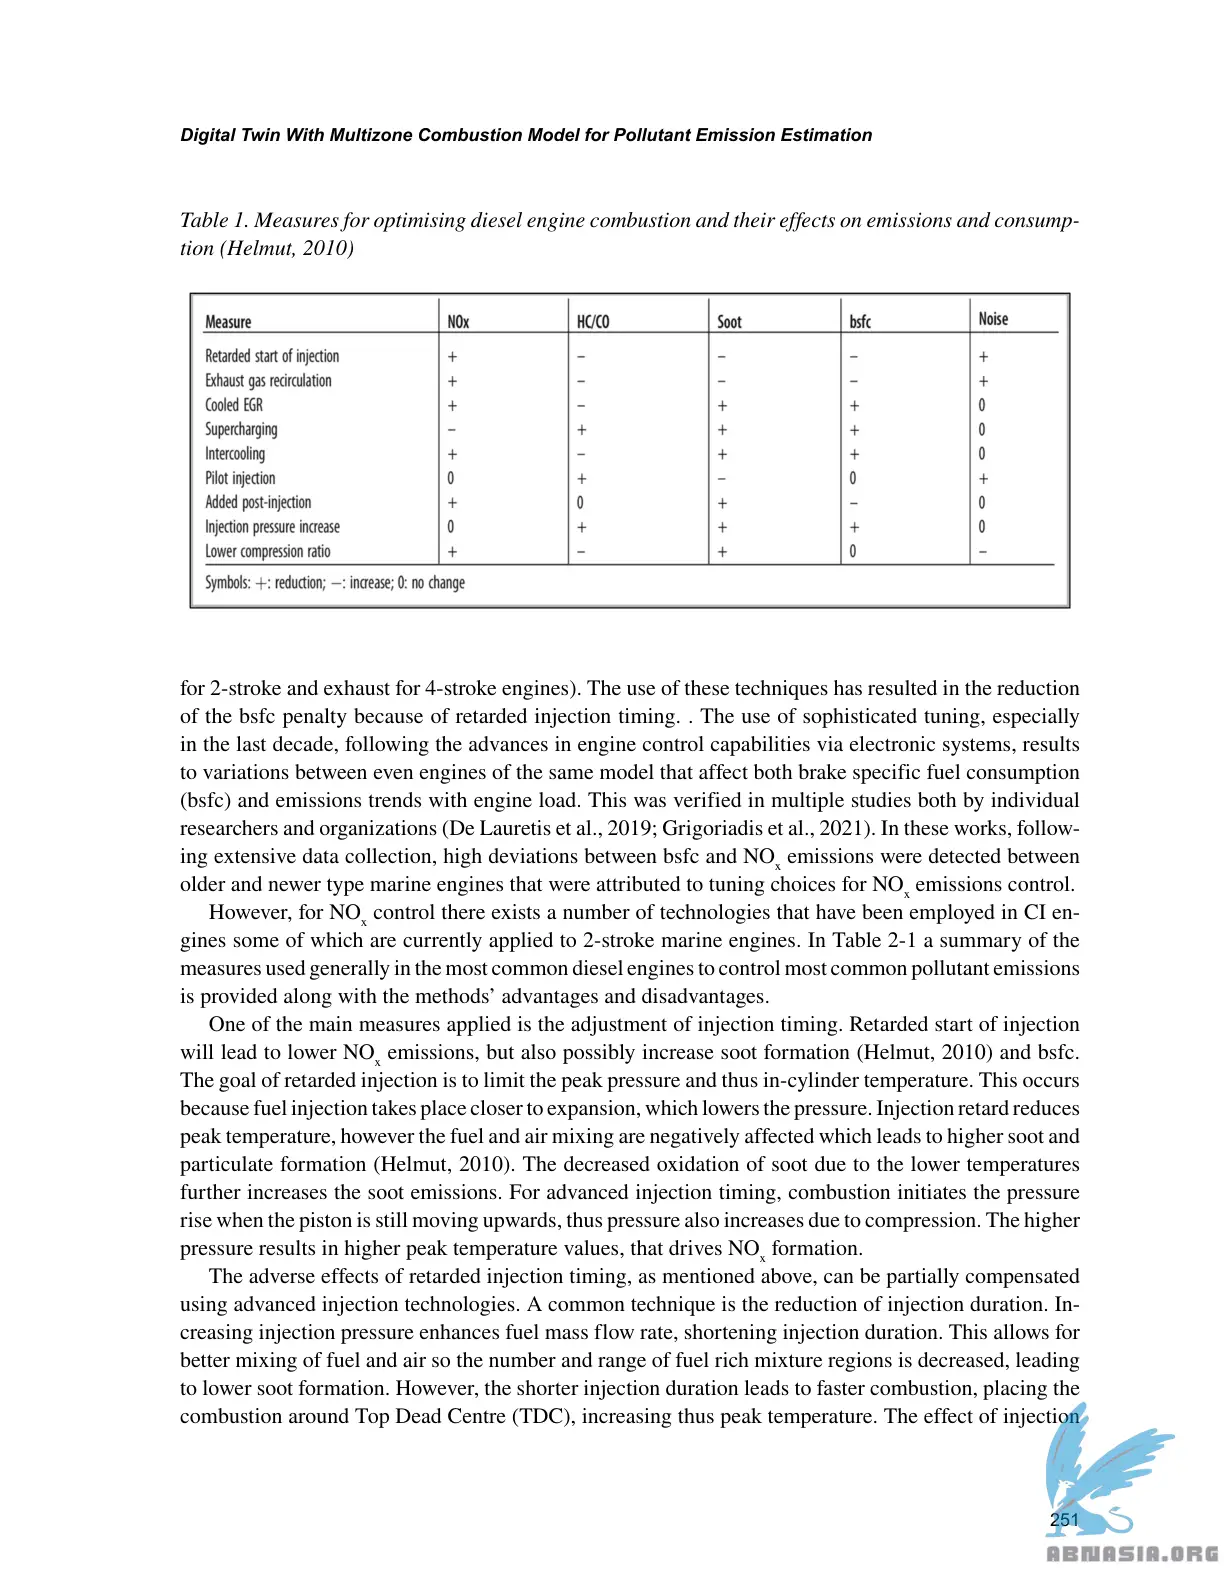 Digital Twin With Multizone Combustion Model for Pollutant Emission Estimation
Table 1. Measures for optimising diesel engine combustion and their effects on emissions and consump-
tion (Helmut, 2010)
Measure NOx HC/CO Soot bsfc Noise
Retarded start of injection + – – – +
Exhaust gas recirculation + – – – +
Cooled EGR + – + + 0
Supercharging – + + + 0
Intercooling + – + + 0
Pilot injection 0 + – 0 +
Added post-injection + 0 + – 0
Injection pressure increase 0 + + + 0
Lower compression ratio + – + 0 –
Symbols: +: reduction; −: increase; 0: no change
for 2-stroke and exhaust for 4-stroke engines). The use of these techniques has resulted in the reduction
of the bsfc penalty because of retarded injection timing. . The use of sophisticated tuning, especially
in the last decade, following the advances in engine control capabilities via electronic systems, results
to variations between even engines of the same model that affect both brake specific fuel consumption
(bsfc) and emissions trends with engine load. This was verified in multiple studies both by individual
researchers and organizations (De Lauretis et al., 2019; Grigoriadis et al., 2021). In these works, follow-
ing extensive data collection, high deviations between bsfc and NOx emissions were detected between
older and newer type marine engines that were attributed to tuning choices for NOx emissions control.
However, for NOx control there exists a number of technologies that have been employed in CI en-
gines some of which are currently applied to 2-stroke marine engines. In Table 2-1 a summary of the
measures used generally in the most common diesel engines to control most common pollutant emissions
is provided along with the methods’ advantages and disadvantages.
One of the main measures applied is the adjustment of injection timing. Retarded start of injection
will lead to lower NOx emissions, but also possibly increase soot formation (Helmut, 2010) and bsfc.
The goal of retarded injection is to limit the peak pressure and thus in-cylinder temperature. This occurs
because fuel injection takes place closer to expansion, which lowers the pressure. Injection retard reduces
peak temperature, however the fuel and air mixing are negatively affected which leads to higher soot and
particulate formation (Helmut, 2010). The decreased oxidation of soot due to the lower temperatures
further increases the soot emissions. For advanced injection timing, combustion initiates the pressure
rise when the piston is still moving upwards, thus pressure also increases due to compression. The higher
pressure results in higher peak temperature values, that drives NOx formation.
The adverse effects of retarded injection timing, as mentioned above, can be partially compensated
using advanced injection technologies. A common technique is the reduction of injection duration. In-
creasing injection pressure enhances fuel mass flow rate, shortening injection duration. This allows for
better mixing of fuel and air so the number and range of fuel rich mixture regions is decreased, leading
to lower soot formation. However, the shorter injection duration leads to faster combustion, placing the
combustion around Top Dead Centre (TDC), increasing thus peak temperature. The effect of injection
251
ABNASIA.ORG